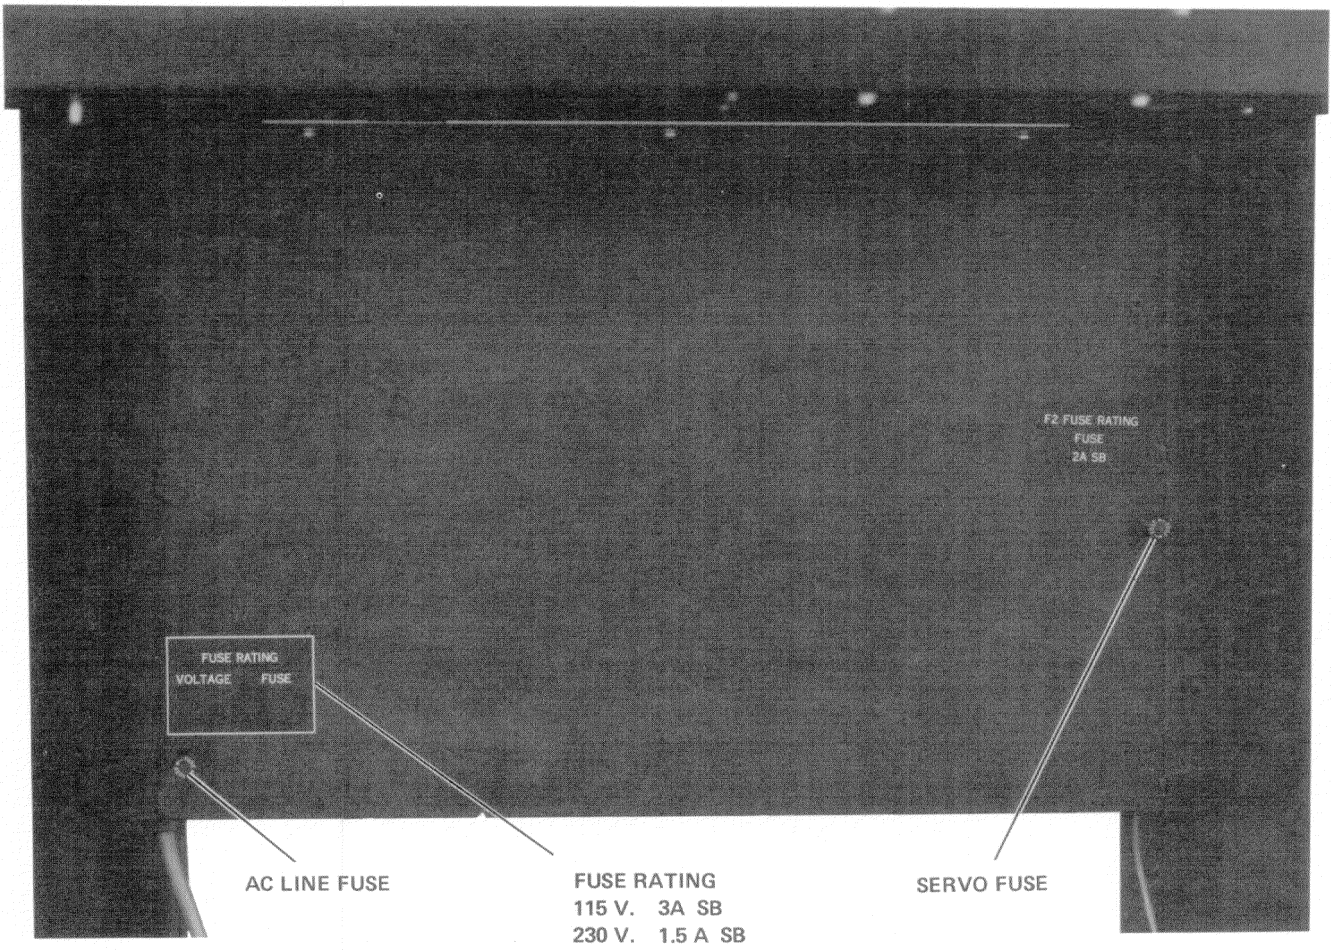 F2 FUSE RATING
FUSE
2A SB
FUSE RATING
VOLTAGE FUSE
AC LINE FUSE
FUSE RATING
115 V. 3A SB
230 V. 1.5 A SB
SERVO FUSE